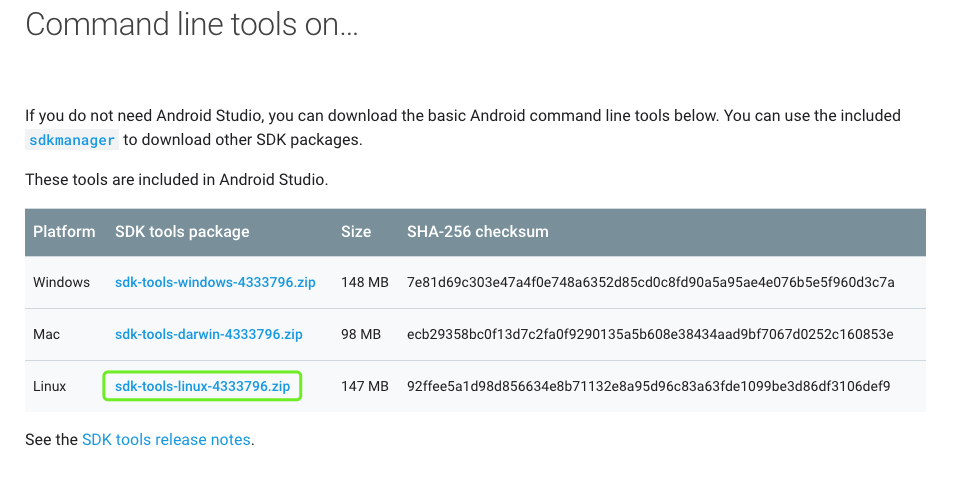 Command line tools on...
If you do not need Android Studio, you can download the basic Android command line tools below. You can use the included
sdkmanager to download other SDK packages.
These tools are included in Android Studio.
Platform SDK tools package Size SHA-256 checksum
Windows sdk-tools-windows-4333796.zip 148 MB 7e81d69c303e47a4f0e748a6352d85cd0c8fd90a5a95ae4e076b5e5f960d3c7a
Mac sdk-tools-darwin-4333796.zip 98 MB ecb29358bc0f13d7c2fa0f9290135a5b608e38434aad9bf7067d0252c160853e
Linux sdk-tools-linux-4333796.zip 147 MB 92ffee5a1d98d856634e8b71132e8a95d96c83a63fde1099be3d86df3106def9
See the SDK tools release notes.